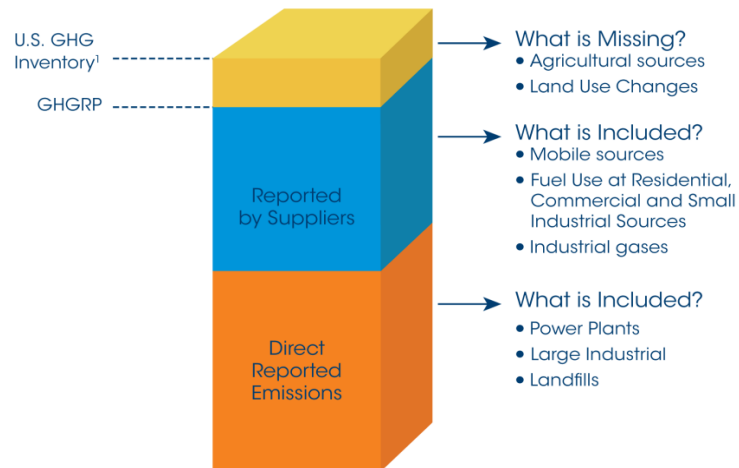 U.S. GHG
Inventory¹
GHGRP
Reported
by Suppliers
Direct
Reported
Emissions
What is Missing?
• Agricultural sources
• Land Use Changes
What is Included?
• Mobile sources
• Fuel Use at Residential,
Commercial and Small
Industrial Sources
• Industrial gases
What is Included?
• Power Plants
• Large Industrial
• Landfills